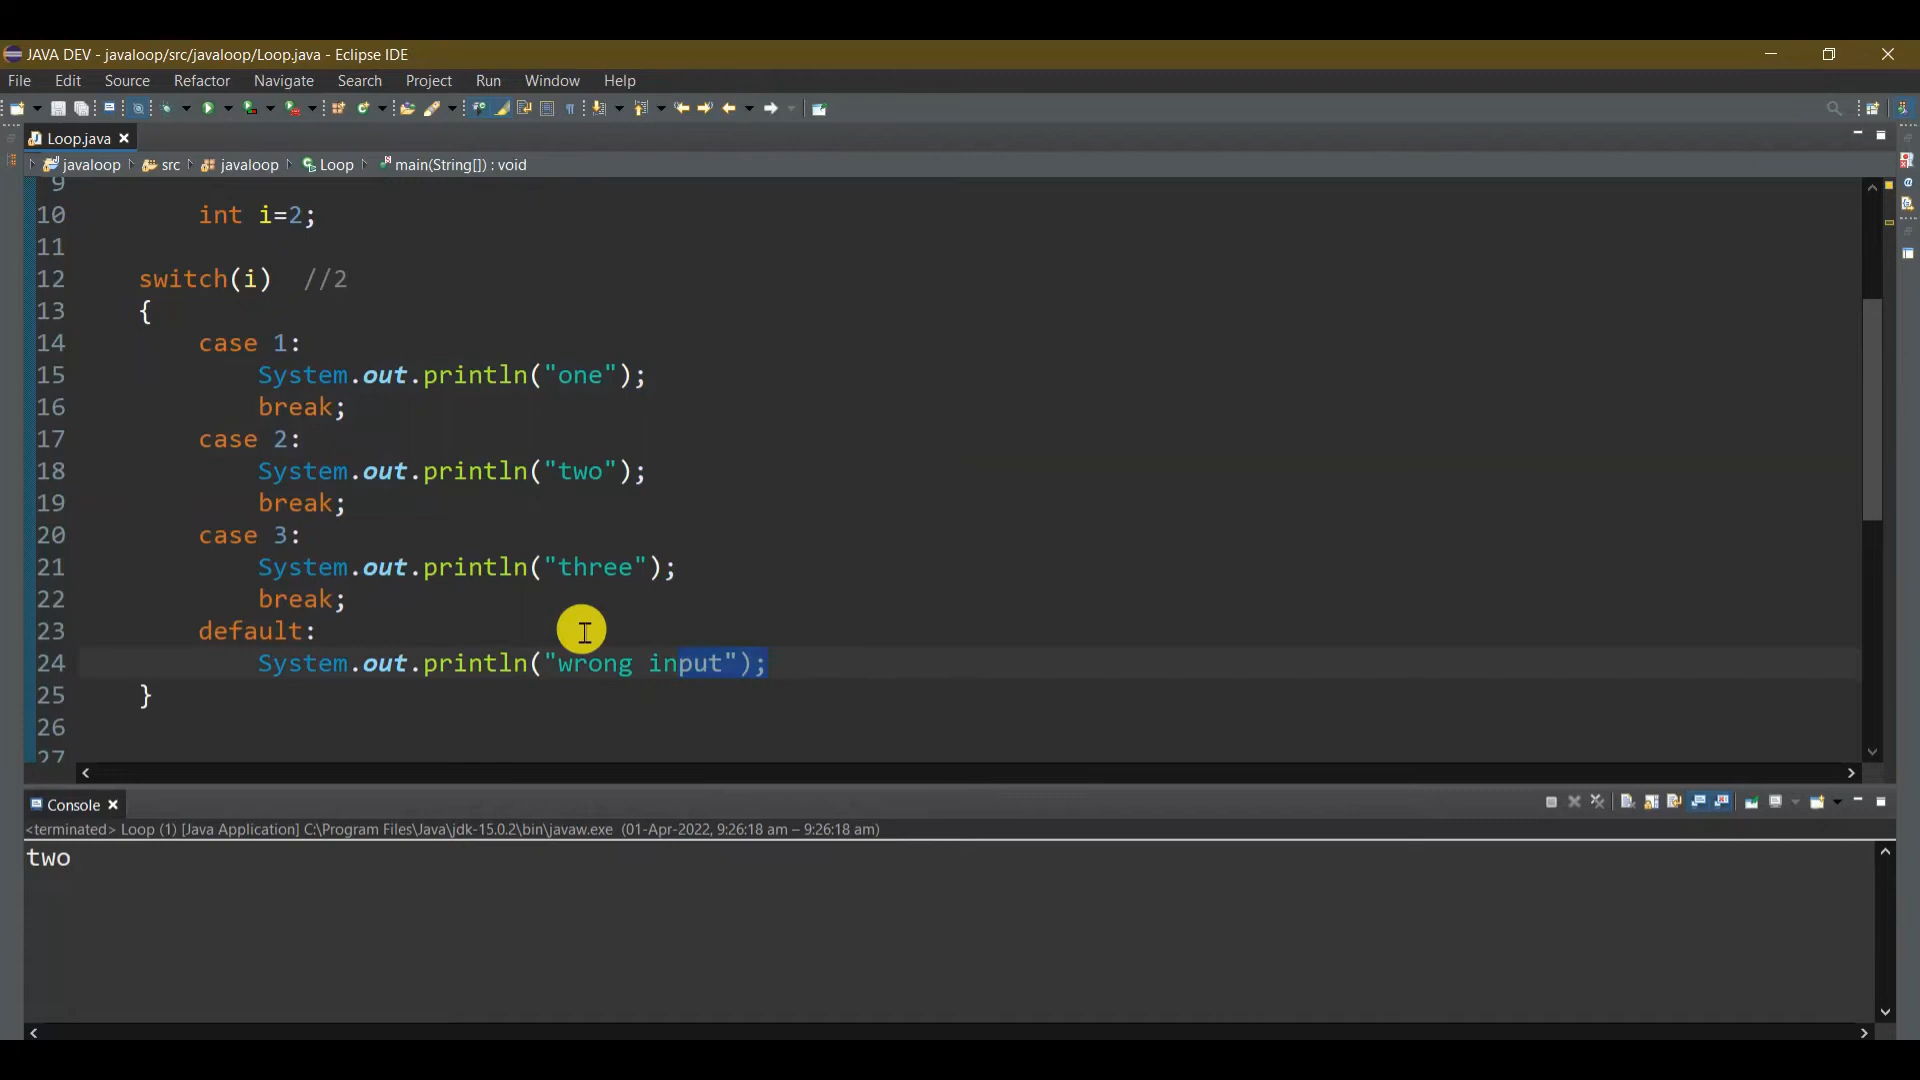 JAVA DEV - javaloop/src/javaloop/Loop.java - Eclipse IDE
File Edit Source Refactor Navigate Search Project Run Window Help
Loop.java
javaloop src javaloop Loop main(String[]) : void
9
10 int i=2;
11
12 switch(i) //2
13 {
14 case 1:
15 System.out.println("one");
16 break;
17 case 2:
18 System.out.println("two");
19 break;
20 case 3:
21 System.out.println("three");
22 break;
23 default:
24 System.out.println("wrong input");
25 }
26
27
Console
<terminated> Loop (1) [Java Application] C:\Program Files\Java\jdk-15.0.2\bin\javaw.exe (01-Apr-2022, 9:26:18 am – 9:26:18 am)
two